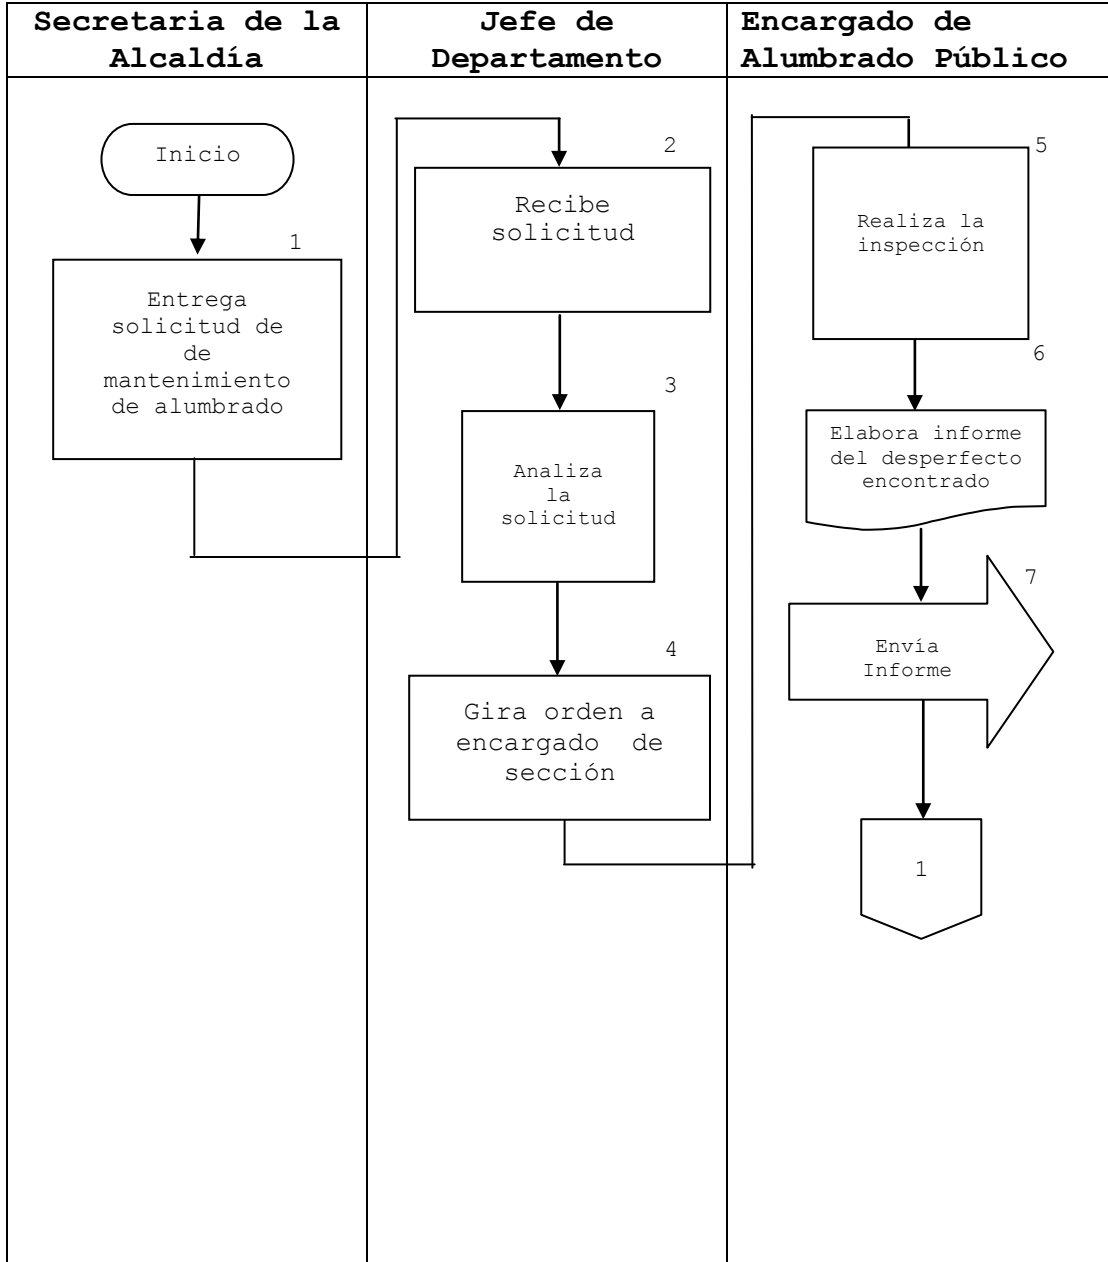 Secretaria de la
Alcaldía
Jefe de
Departamento
Encargado de
Alumbrado Público
Inicio
1
Entrega
solicitud de
de
mantenimiento
de alumbrado
2
Recibe
solicitud
3
Analiza
la
solicitud
4
Gira orden a
encargado de
sección
5
Realiza la
inspección
6
Elabora informe
del desperfecto
encontrado
7
Envía
Informe
1